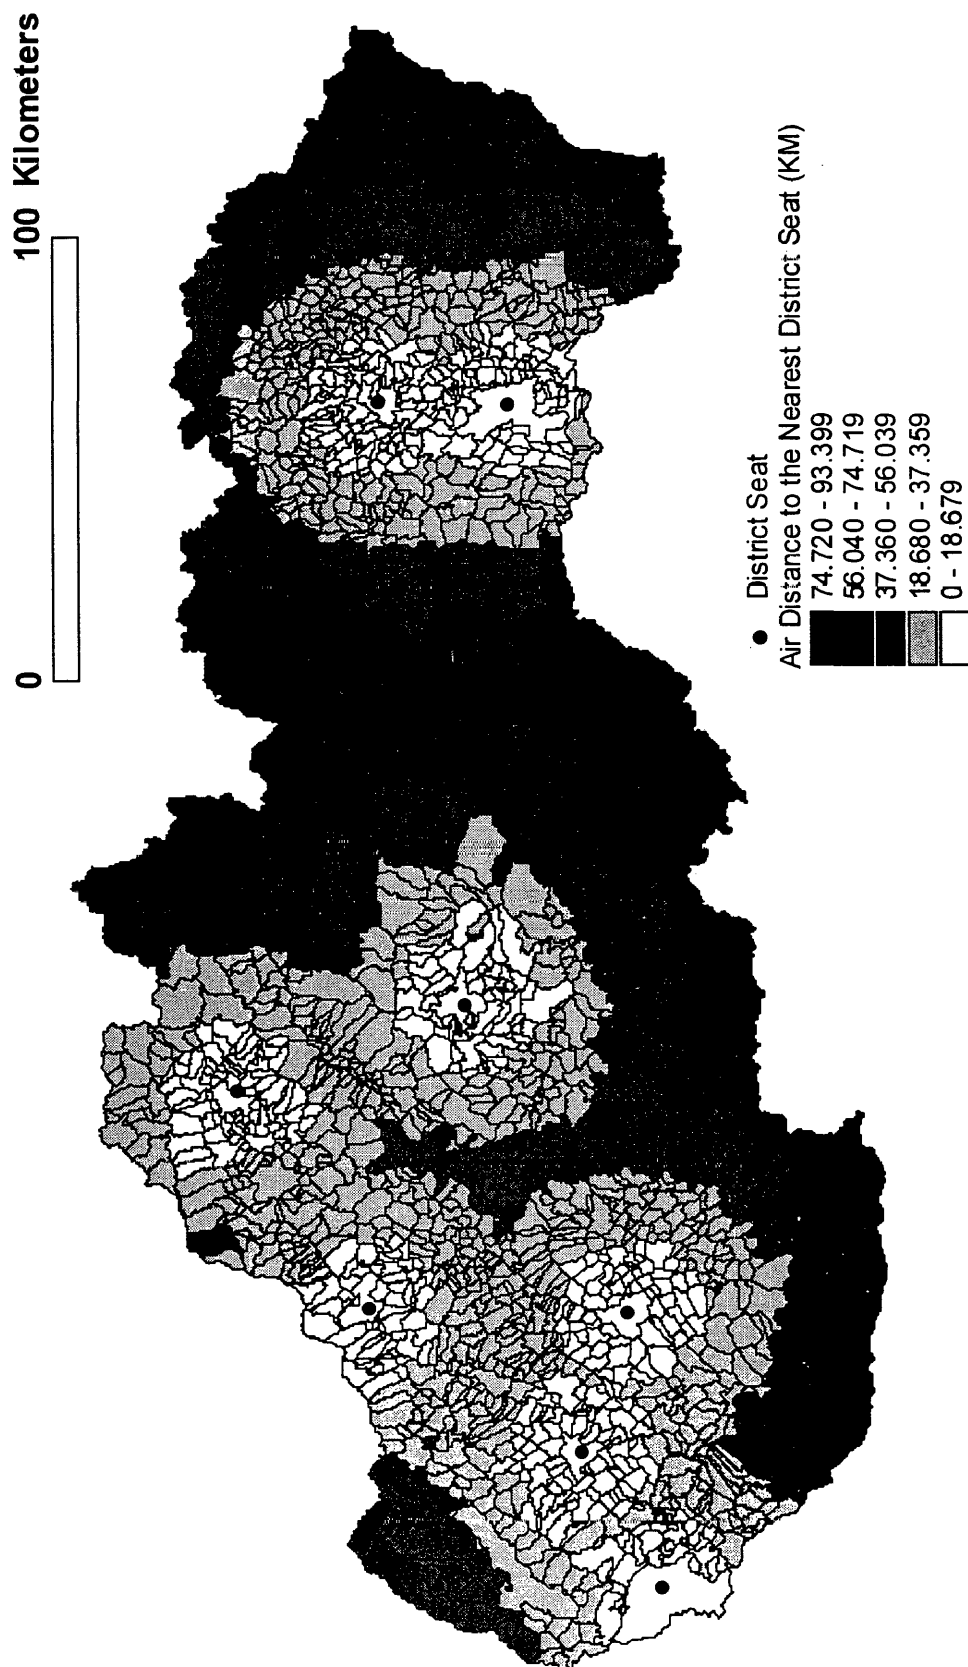 0 100 Kilometers
District Seat
Air Distance to the Nearest District Seat (KM)
74.720 - 93.399
56.040 - 74.719
37.360 - 56.039
18.680 - 37.359
0 - 18.679